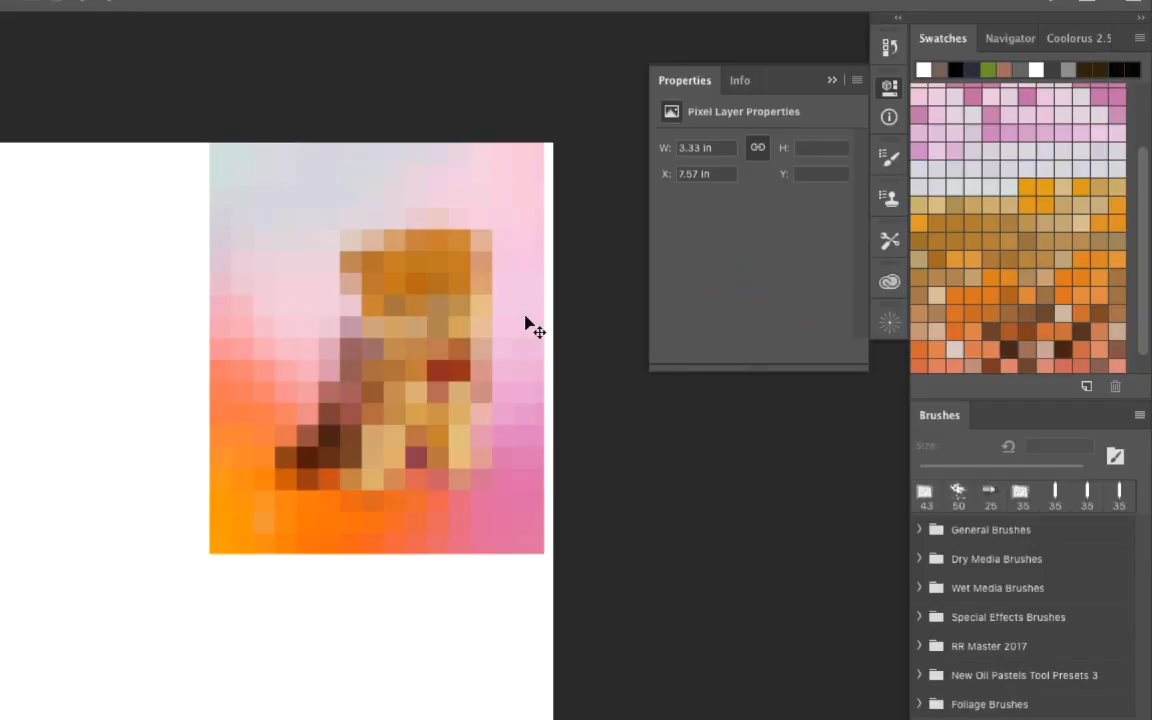 Swatches Navigator Coolorus 2.5
Properties Info
Pixel Layer Properties
W: 3.33 in H:
X: 7.57 in Y:
Brushes
Size:
43 50 25 35 35 35 35
General Brushes
Dry Media Brushes
Wet Media Brushes
Special Effects Brushes
RR Master 2017
New Oil Pastels Tool Presets 3
Foliage Brushes